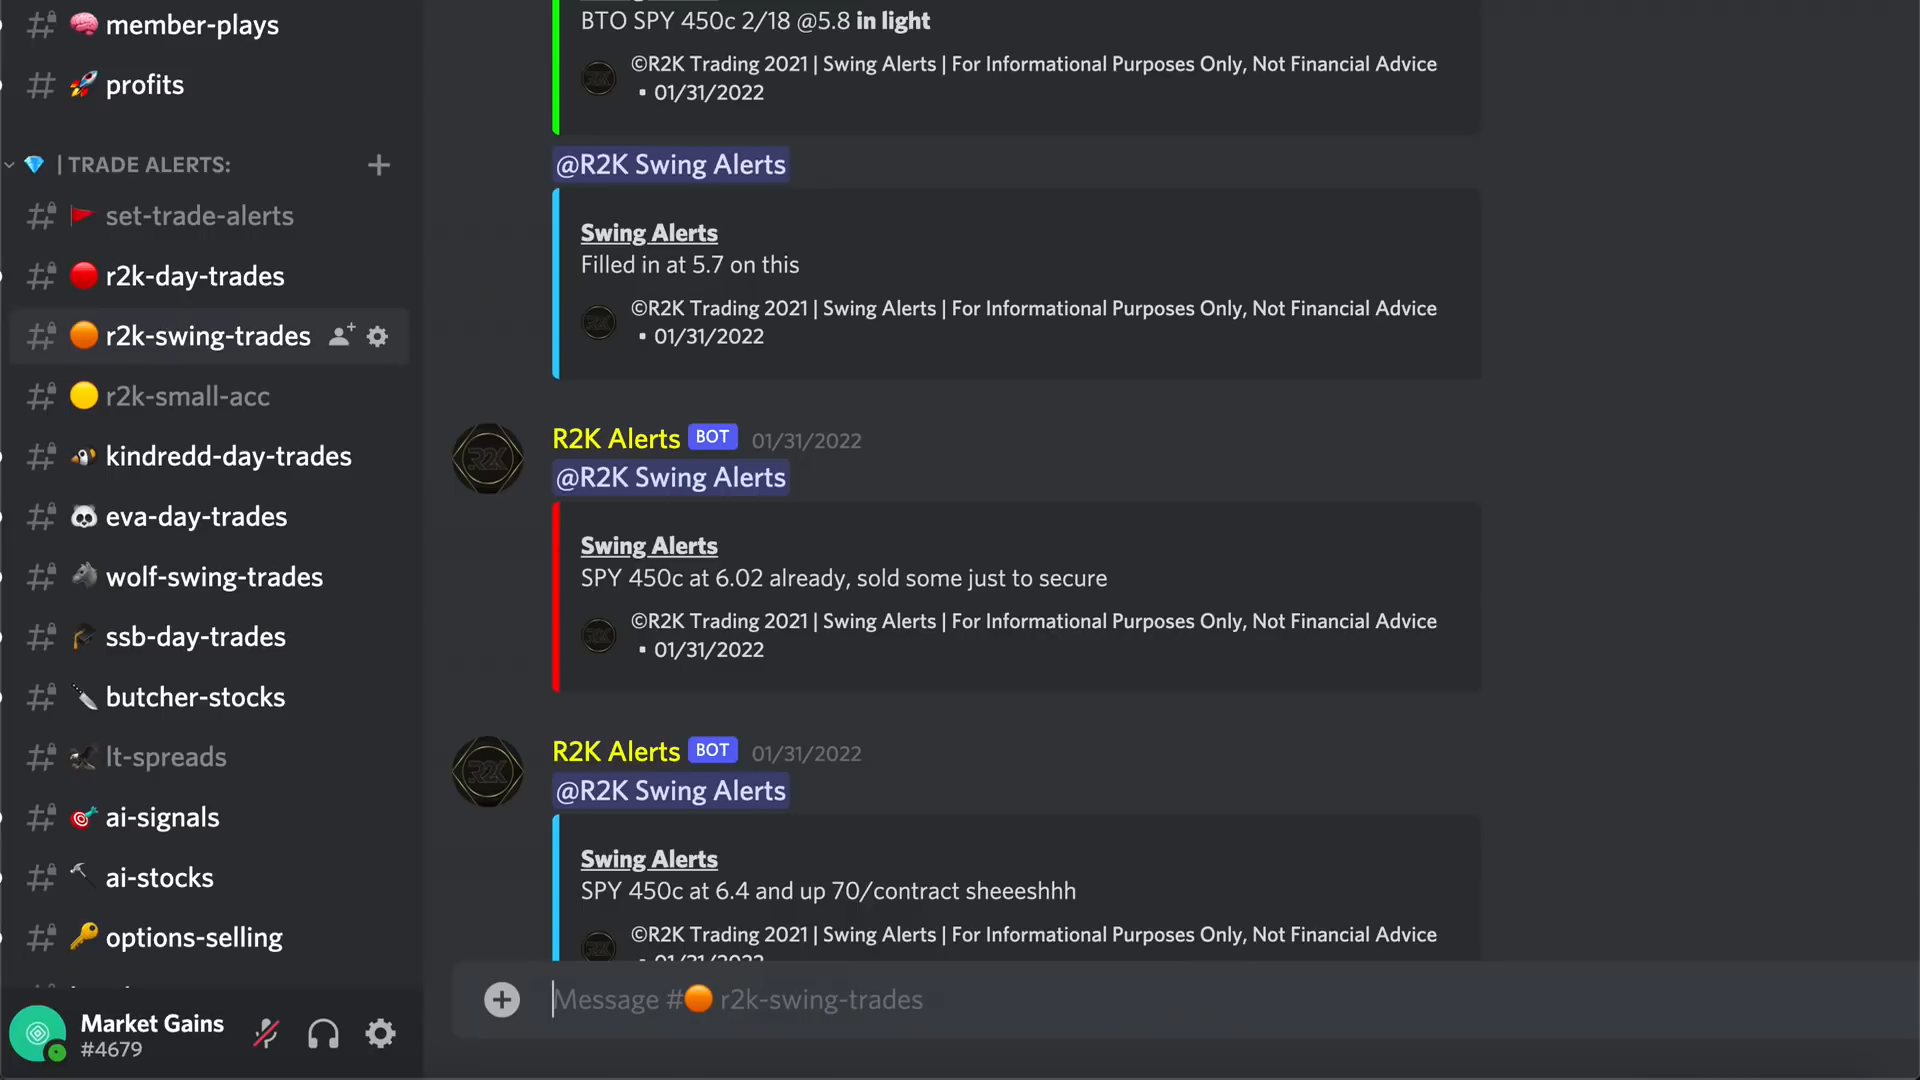 member-plays
profits
| TRADE ALERTS:
set-trade-alerts
r2k-day-trades
r2k-swing-trades
r2k-small-acc
kindredd-day-trades
eva-day-trades
wolf-swing-trades
ssb-day-trades
butcher-stocks
lt-spreads
ai-signals
ai-stocks
options-selling
Market Gains
#4679
BTO SPY 450c 2/18 @5.8 in light
©R2K Trading 2021 | Swing Alerts | For Informational Purposes Only, Not Financial Advice
▪ 01/31/2022
@R2K Swing Alerts
Swing Alerts
Filled in at 5.7 on this
©R2K Trading 2021 | Swing Alerts | For Informational Purposes Only, Not Financial Advice
▪ 01/31/2022
R2K Alerts BOT 01/31/2022
@R2K Swing Alerts
Swing Alerts
SPY 450c at 6.02 already, sold some just to secure
©R2K Trading 2021 | Swing Alerts | For Informational Purposes Only, Not Financial Advice
▪ 01/31/2022
R2K Alerts BOT 01/31/2022
@R2K Swing Alerts
Swing Alerts
SPY 450c at 6.4 and up 70/contract sheeeshhh
©R2K Trading 2021 | Swing Alerts | For Informational Purposes Only, Not Financial Advice
▪ 01/31/2022
Message # r2k-swing-trades